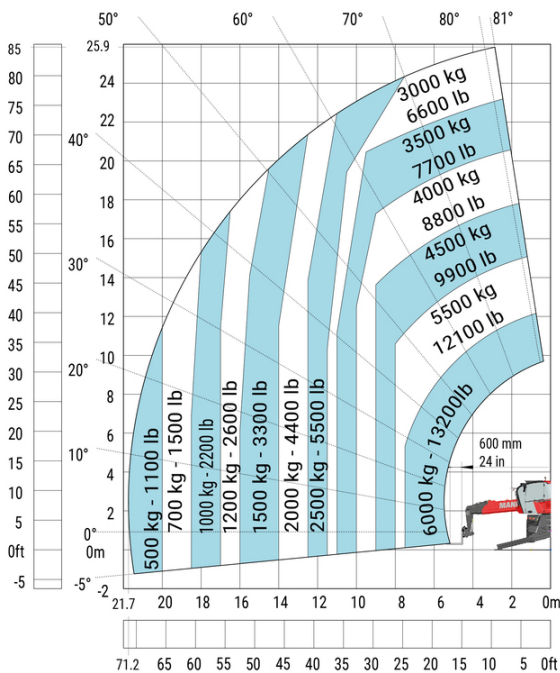 50°
60°
70°
80°
81°
85
80
75
70
65
60
55
50
45
40
35
30
25
20
15
10
5
0ft
-5
25.9
24
22
20
18
16
14
12
10
8
6
4
2
0m
-2
40°
30°
20°
10°
0°
-5°
3000 kg
6600 lb
3500 kg
7700 lb
4000 kg
8800 lb
4500 kg
9900 lb
5500 kg
12100 lb
6000 kg - 13200lb
500 kg - 1100 lb
700 kg - 1500 lb
1000 kg - 2200 lb
1200 kg - 2600 lb
1500 kg - 3300 lb
2000 kg - 4400 lb
2500 kg - 5500 lb
600 mm
24 in
MANI
21.7 20 18 16 14 12 10 8 6 4 2 0m
71.2 65 60 55 50 45 40 35 30 25 20 15 10 5 0ft